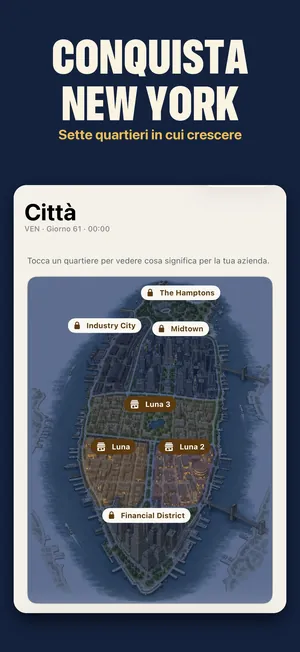 CONQUISTA
NEW YORK
Sette quartieri in cui crescere
Città
VEN · Giorno 61 · 00:00
Tocca un quartiere per vedere cosa significa per la tua azienda.
The Hamptons
Industry City
Midtown
Luna 3
Luna
Luna 2
Financial District